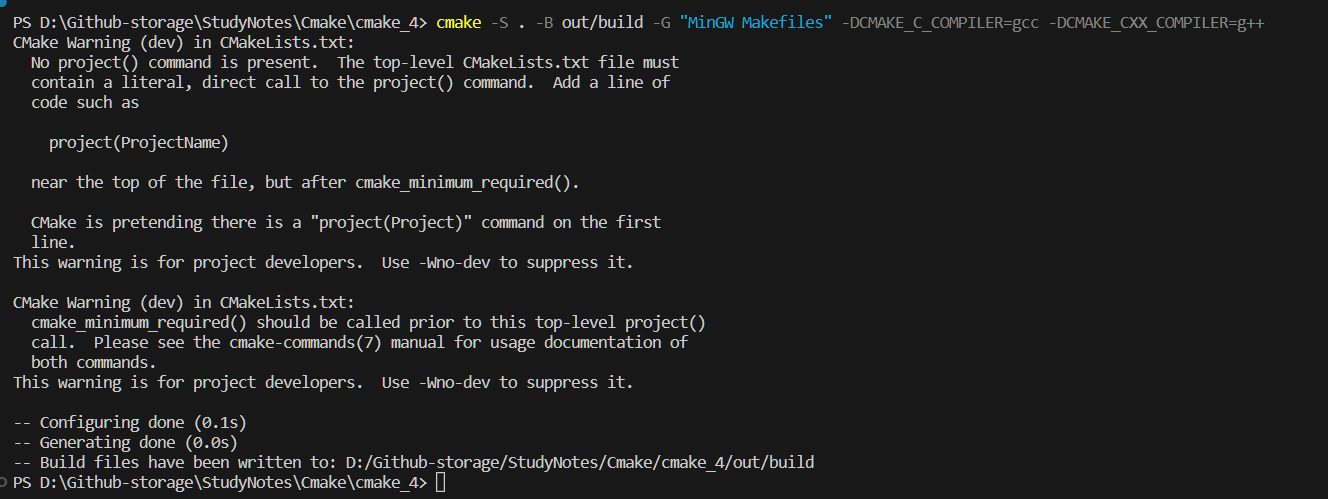 PS D:\Github-storage\StudyNotes\Cmake\cmake_4> cmake -S . -B out/build -G "MinGW Makefiles" -DCMAKE_C_COMPILER=gcc -DCMAKE_CXX_COMPILER=g++
CMake Warning (dev) in CMakeLists.txt:
  No project() command is present.  The top-level CMakeLists.txt file must
  contain a literal, direct call to the project() command.  Add a line of
  code such as

    project(ProjectName)

  near the top of the file, but after cmake_minimum_required().

  CMake is pretending there is a "project(Project)" command on the first
  line.
This warning is for project developers.  Use -Wno-dev to suppress it.

CMake Warning (dev) in CMakeLists.txt:
  cmake_minimum_required() should be called prior to this top-level project()
  call.  Please see the cmake-commands(7) manual for usage documentation of
  both commands.
This warning is for project developers.  Use -Wno-dev to suppress it.

-- Configuring done (0.1s)
-- Generating done (0.0s)
-- Build files have been written to: D:/Github-storage/StudyNotes/Cmake/cmake_4/out/build
PS D:\Github-storage\StudyNotes\Cmake\cmake_4>